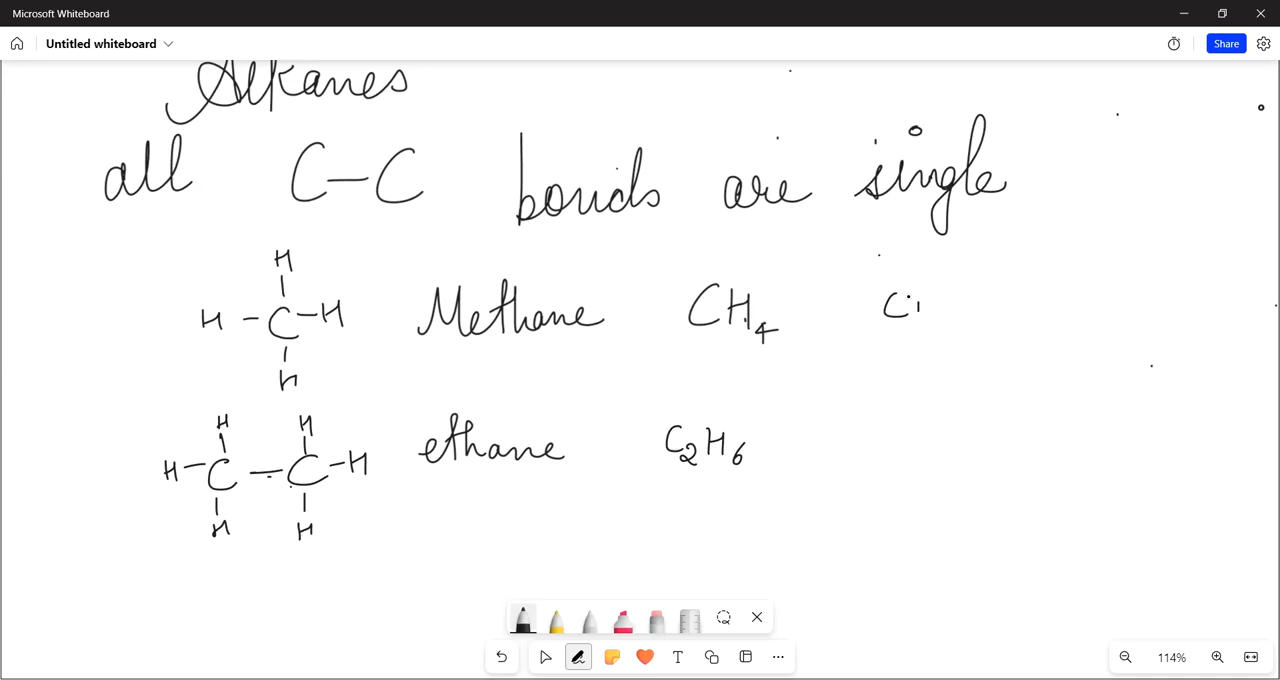 Microsoft Whiteboard
Untitled whiteboard
Share
Alkanes
all C-C bonds are single
H
H - C - H Methane CH4
H
H H
H - C - C - H ethane C2H6
H H
114%